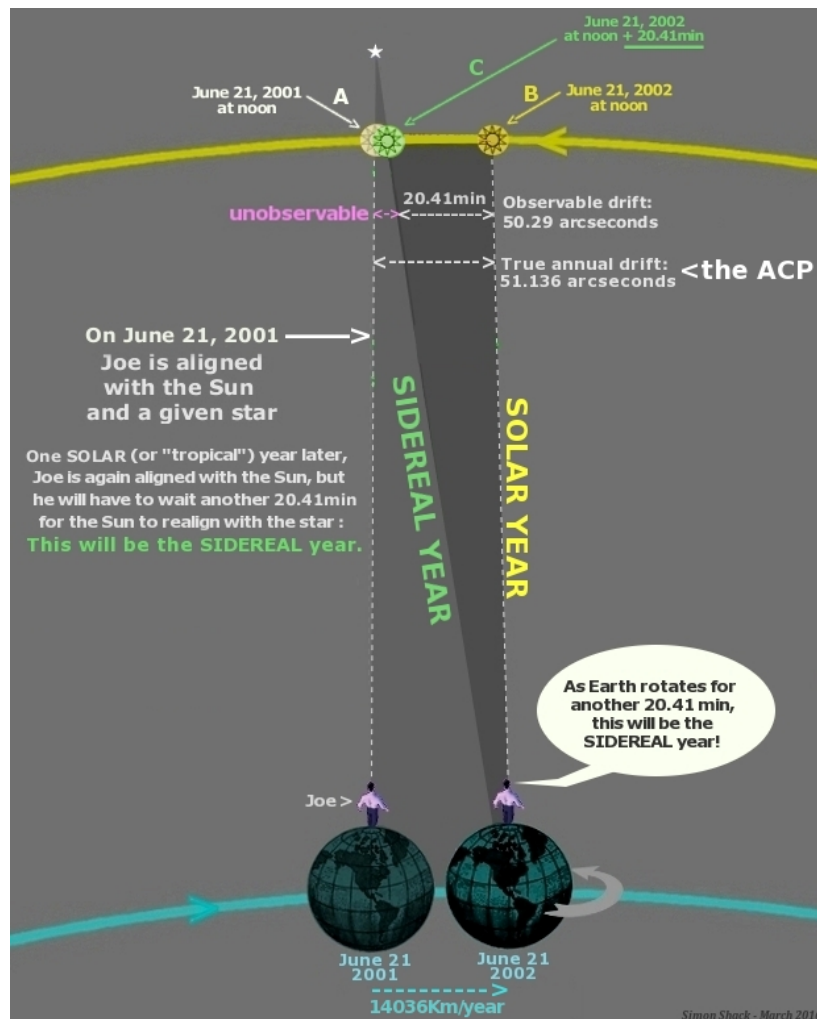 June 21, 2002
at noon + 20.41min
C
June 21, 2001
at noon
A
B
June 21, 2002
at noon
20.41min
unobservable
<->
<------------->
Observable drift:
50.29 arcseconds
<--------------->
True annual drift:
51.136 arcseconds
<the ACP
On June 21, 2001
Joe is aligned
with the Sun
and a given star
One SOLAR (or "tropical") year later,
Joe is again aligned with the Sun, but
he will have to wait another 20.41min
for the Sun to realign with the star :
This will be the SIDEREAL year.
SIDEREAL YEAR
SOLAR YEAR
As Earth rotates for
another 20.41 min,
this will be the
SIDEREAL year!
Joe >
June 21
2001
June 21
2002
--------------->
14036Km/year
Simon Shack - March 201